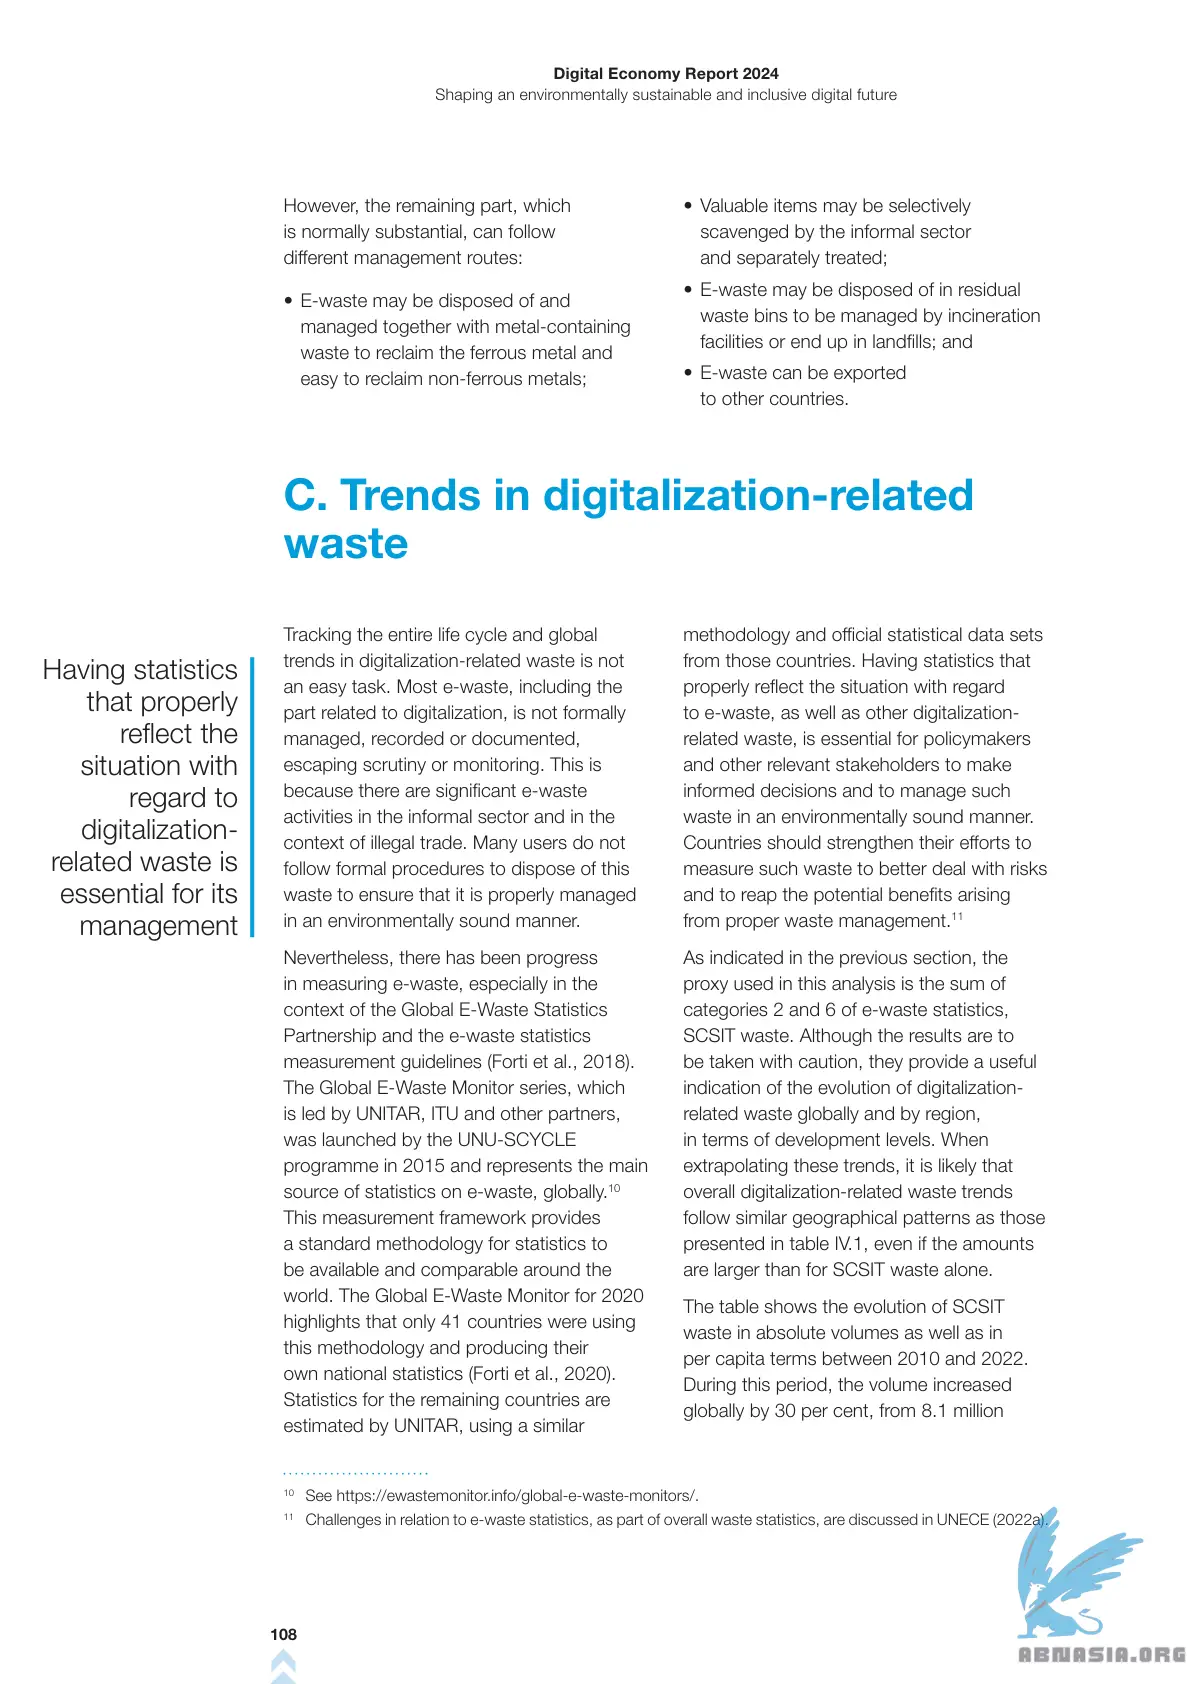 Digital Economy Report 2024
Shaping an environmentally sustainable and inclusive digital future
However, the remaining part, which
is normally substantial, can follow
different management routes:
• E-waste may be disposed of and
managed together with metal-containing
waste to reclaim the ferrous metal and
easy to reclaim non-ferrous metals;
• Valuable items may be selectively
scavenged by the informal sector
and separately treated;
• E-waste may be disposed of in residual
waste bins to be managed by incineration
facilities or end up in landfills; and
• E-waste can be exported
to other countries.
C. Trends in digitalization-related
waste
Having statistics
that properly
reflect the
situation with
regard to
digitalization-
related waste is
essential for its
management
Tracking the entire life cycle and global
trends in digitalization-related waste is not
an easy task. Most e-waste, including the
part related to digitalization, is not formally
managed, recorded or documented,
escaping scrutiny or monitoring. This is
because there are significant e-waste
activities in the informal sector and in the
context of illegal trade. Many users do not
follow formal procedures to dispose of this
waste to ensure that it is properly managed
in an environmentally sound manner.
Nevertheless, there has been progress
in measuring e-waste, especially in the
context of the Global E-Waste Statistics
Partnership and the e-waste statistics
measurement guidelines (Forti et al., 2018).
The Global E-Waste Monitor series, which
is led by UNITAR, ITU and other partners,
was launched by the UNU-SCYCLE
programme in 2015 and represents the main
source of statistics on e-waste, globally.10
This measurement framework provides
a standard methodology for statistics to
be available and comparable around the
world. The Global E-Waste Monitor for 2020
highlights that only 41 countries were using
this methodology and producing their
own national statistics (Forti et al., 2020).
Statistics for the remaining countries are
estimated by UNITAR, using a similar
methodology and official statistical data sets
from those countries. Having statistics that
properly reflect the situation with regard
to e-waste, as well as other digitalization-
related waste, is essential for policymakers
and other relevant stakeholders to make
informed decisions and to manage such
waste in an environmentally sound manner.
Countries should strengthen their efforts to
measure such waste to better deal with risks
and to reap the potential benefits arising
from proper waste management.11
As indicated in the previous section, the
proxy used in this analysis is the sum of
categories 2 and 6 of e-waste statistics,
SCSIT waste. Although the results are to
be taken with caution, they provide a useful
indication of the evolution of digitalization-
related waste globally and by region,
in terms of development levels. When
extrapolating these trends, it is likely that
overall digitalization-related waste trends
follow similar geographical patterns as those
presented in table IV.1, even if the amounts
are larger than for SCSIT waste alone.
The table shows the evolution of SCSIT
waste in absolute volumes as well as in
per capita terms between 2010 and 2022.
During this period, the volume increased
globally by 30 per cent, from 8.1 million
10 See https://ewastemonitor.info/global-e-waste-monitors/.
11 Challenges in relation to e-waste statistics, as part of overall waste statistics, are discussed in UNECE (2022a).
108
ABNASIA.ORG